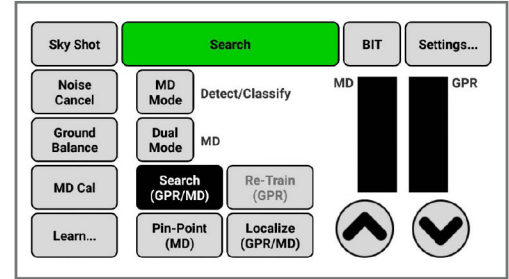 Sky Shot
Search
BIT
Settings...
Noise
Cancel
MD
Mode
Detect/Classify
MD
GPR
Ground
Balance
Dual
Mode
MD
MD Cal
Search
(GPR/MD)
Re-Train
(GPR)
Learn...
Pin-Point
(MD)
Localize
(GPR/MD)